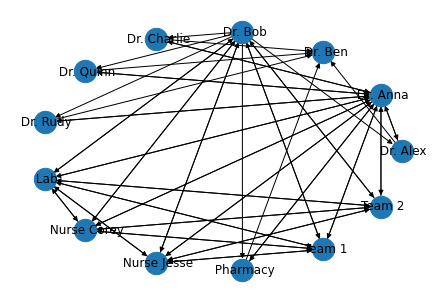 Dr. Bob
Dr. Charlie
Dr. Ben
Dr. Quinn
Dr. Anna
Dr. Rudy
Dr. Alex
Lab
Team 2
Nurse Corey
Team 1
Nurse Jesse
Pharmacy